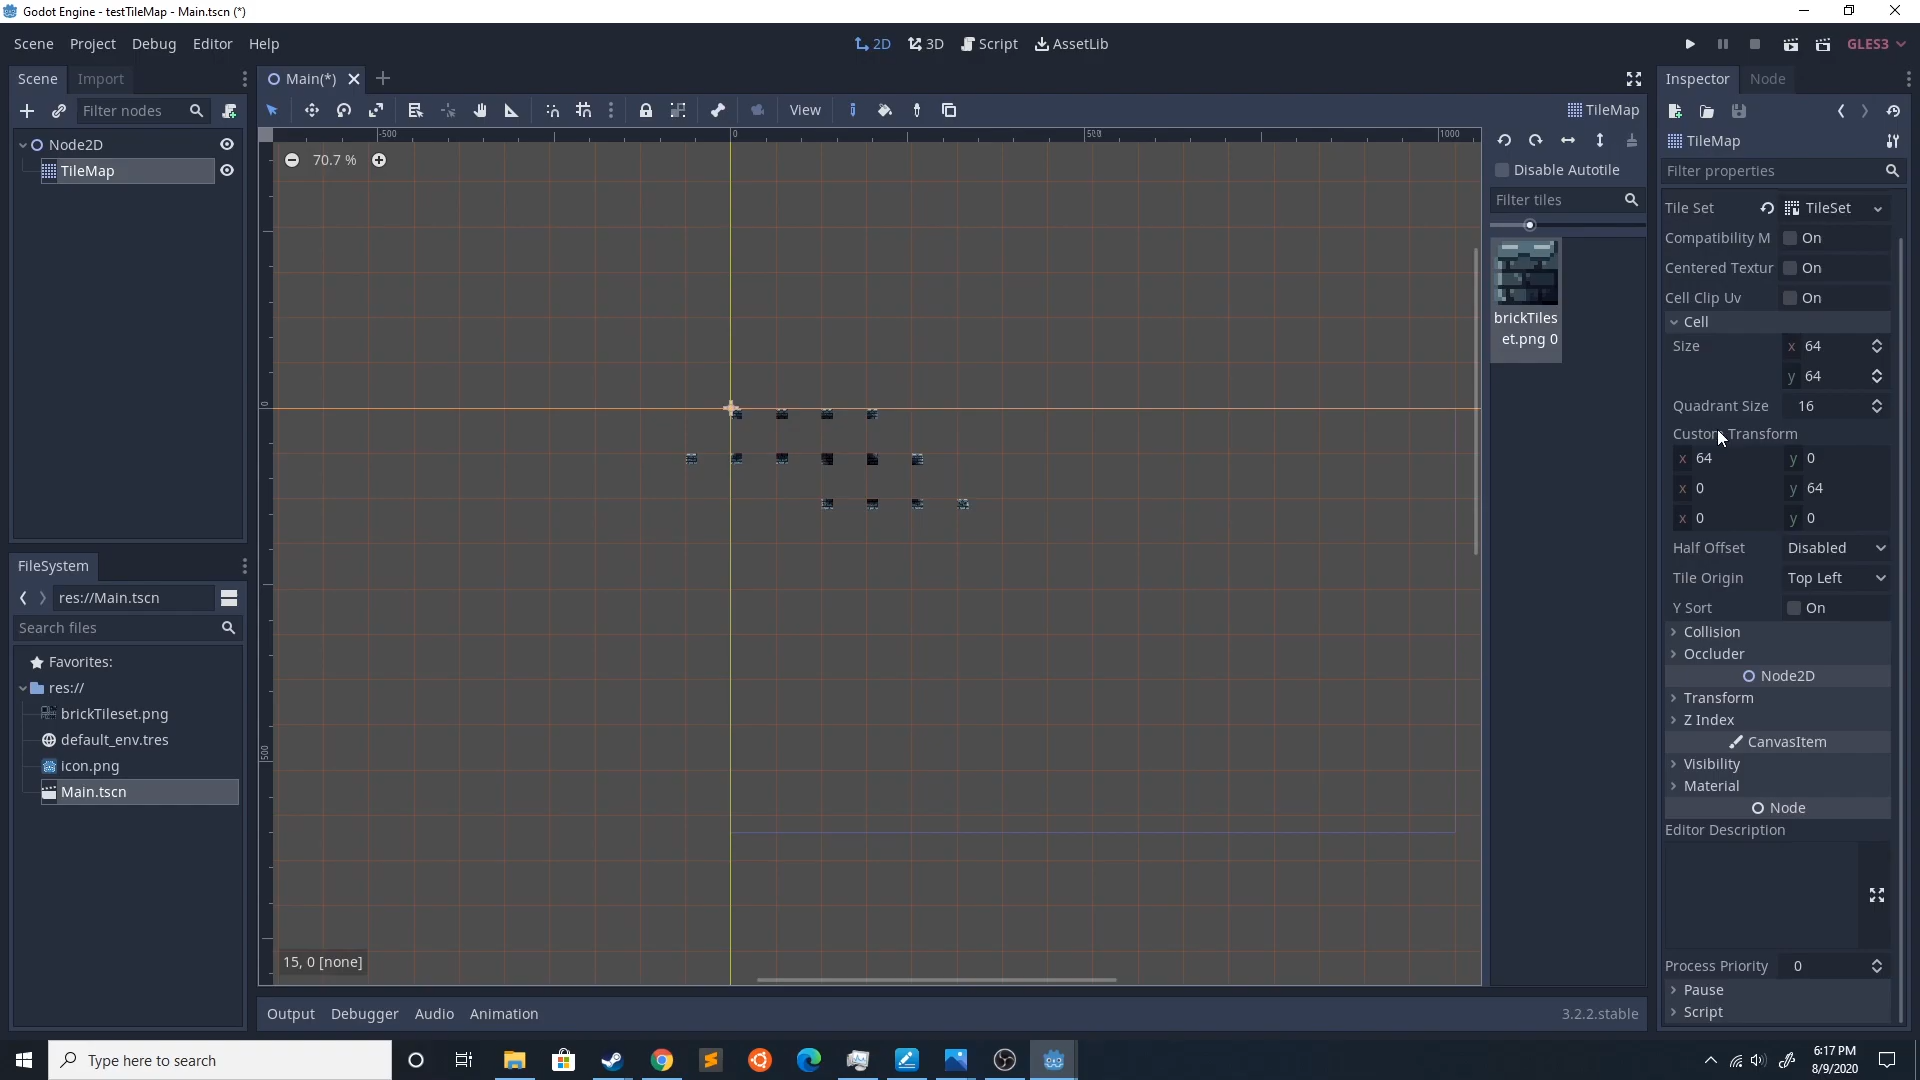 Godot Engine - testTileMap - Main.tscn (*)
Scene Project Debug Editor Help
2D 3D Script AssetLib
GLES3
Scene Import
Filter nodes
Node2D
TileMap
Main(*)
View
TileMap
-500 0 500 1000
70.7 %
0
500
15, 0 [none]
Disable Autotile
Filter tiles
brickTiles
et.png 0
Inspector Node
TileMap
Filter properties
Tile Set TileSet
Compatibility M On
Centered Textur On
Cell Clip Uv On
Cell
Size x 64
y 64
Quadrant Size 16
Custom Transform
x 64 y 0
x 0 y 64
x 0 y 0
Half Offset Disabled
Tile Origin Top Left
Y Sort On
Collision
Occluder
Node2D
Transform
Z Index
CanvasItem
Visibility
Material
Node
Editor Description
Process Priority 0
Pause
Script
FileSystem
res://Main.tscn
Search files
Favorites:
res://
brickTileset.png
default_env.tres
icon.png
Main.tscn
Output Debugger Audio Animation
3.2.2.stable
Type here to search
6:17 PM
8/9/2020